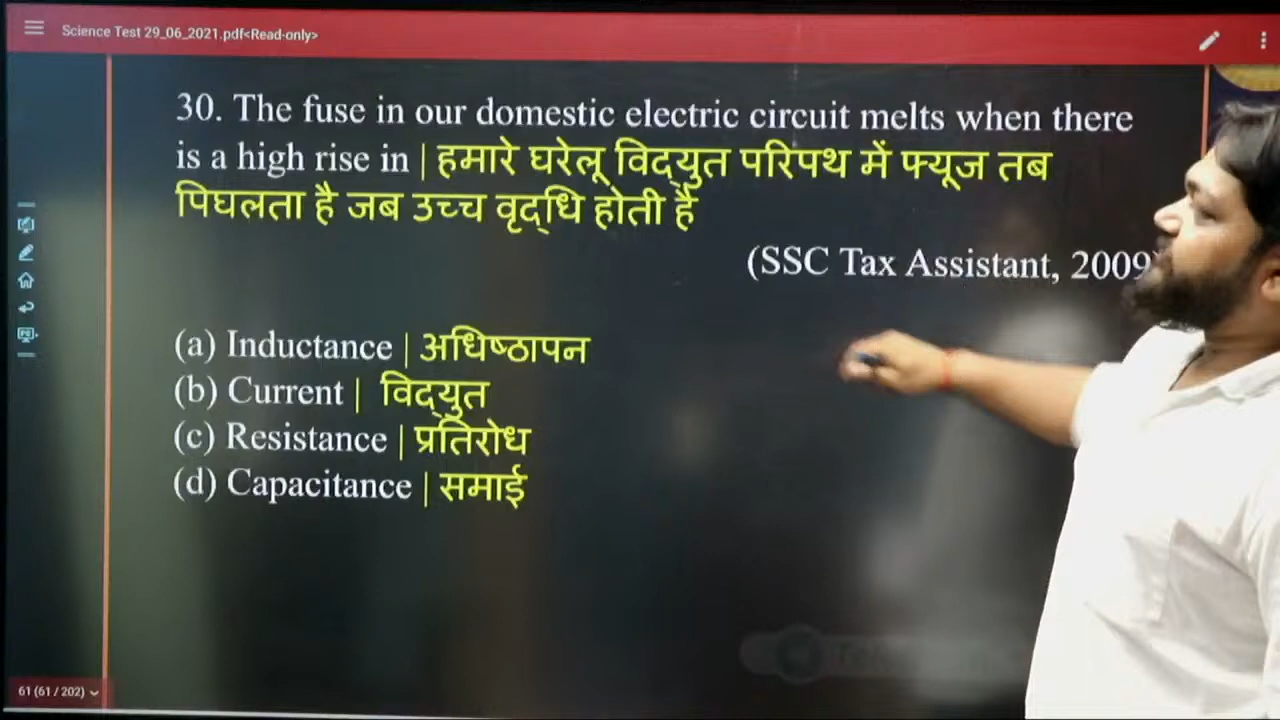 Science Test 29_06_2021.pdf<Read-only>
30. The fuse in our domestic electric circuit melts when there
is a high rise in | हमारे घरेलू विद्युत परिपथ में फ्यूज तब
पिघलता है जब उच्च वृद्धि होती है
(SSC Tax Assistant, 2009
(a) Inductance | अधिष्ठापन
(b) Current | विद्युत
(c) Resistance | प्रतिरोध
(d) Capacitance | समाई
61 (61 / 202)